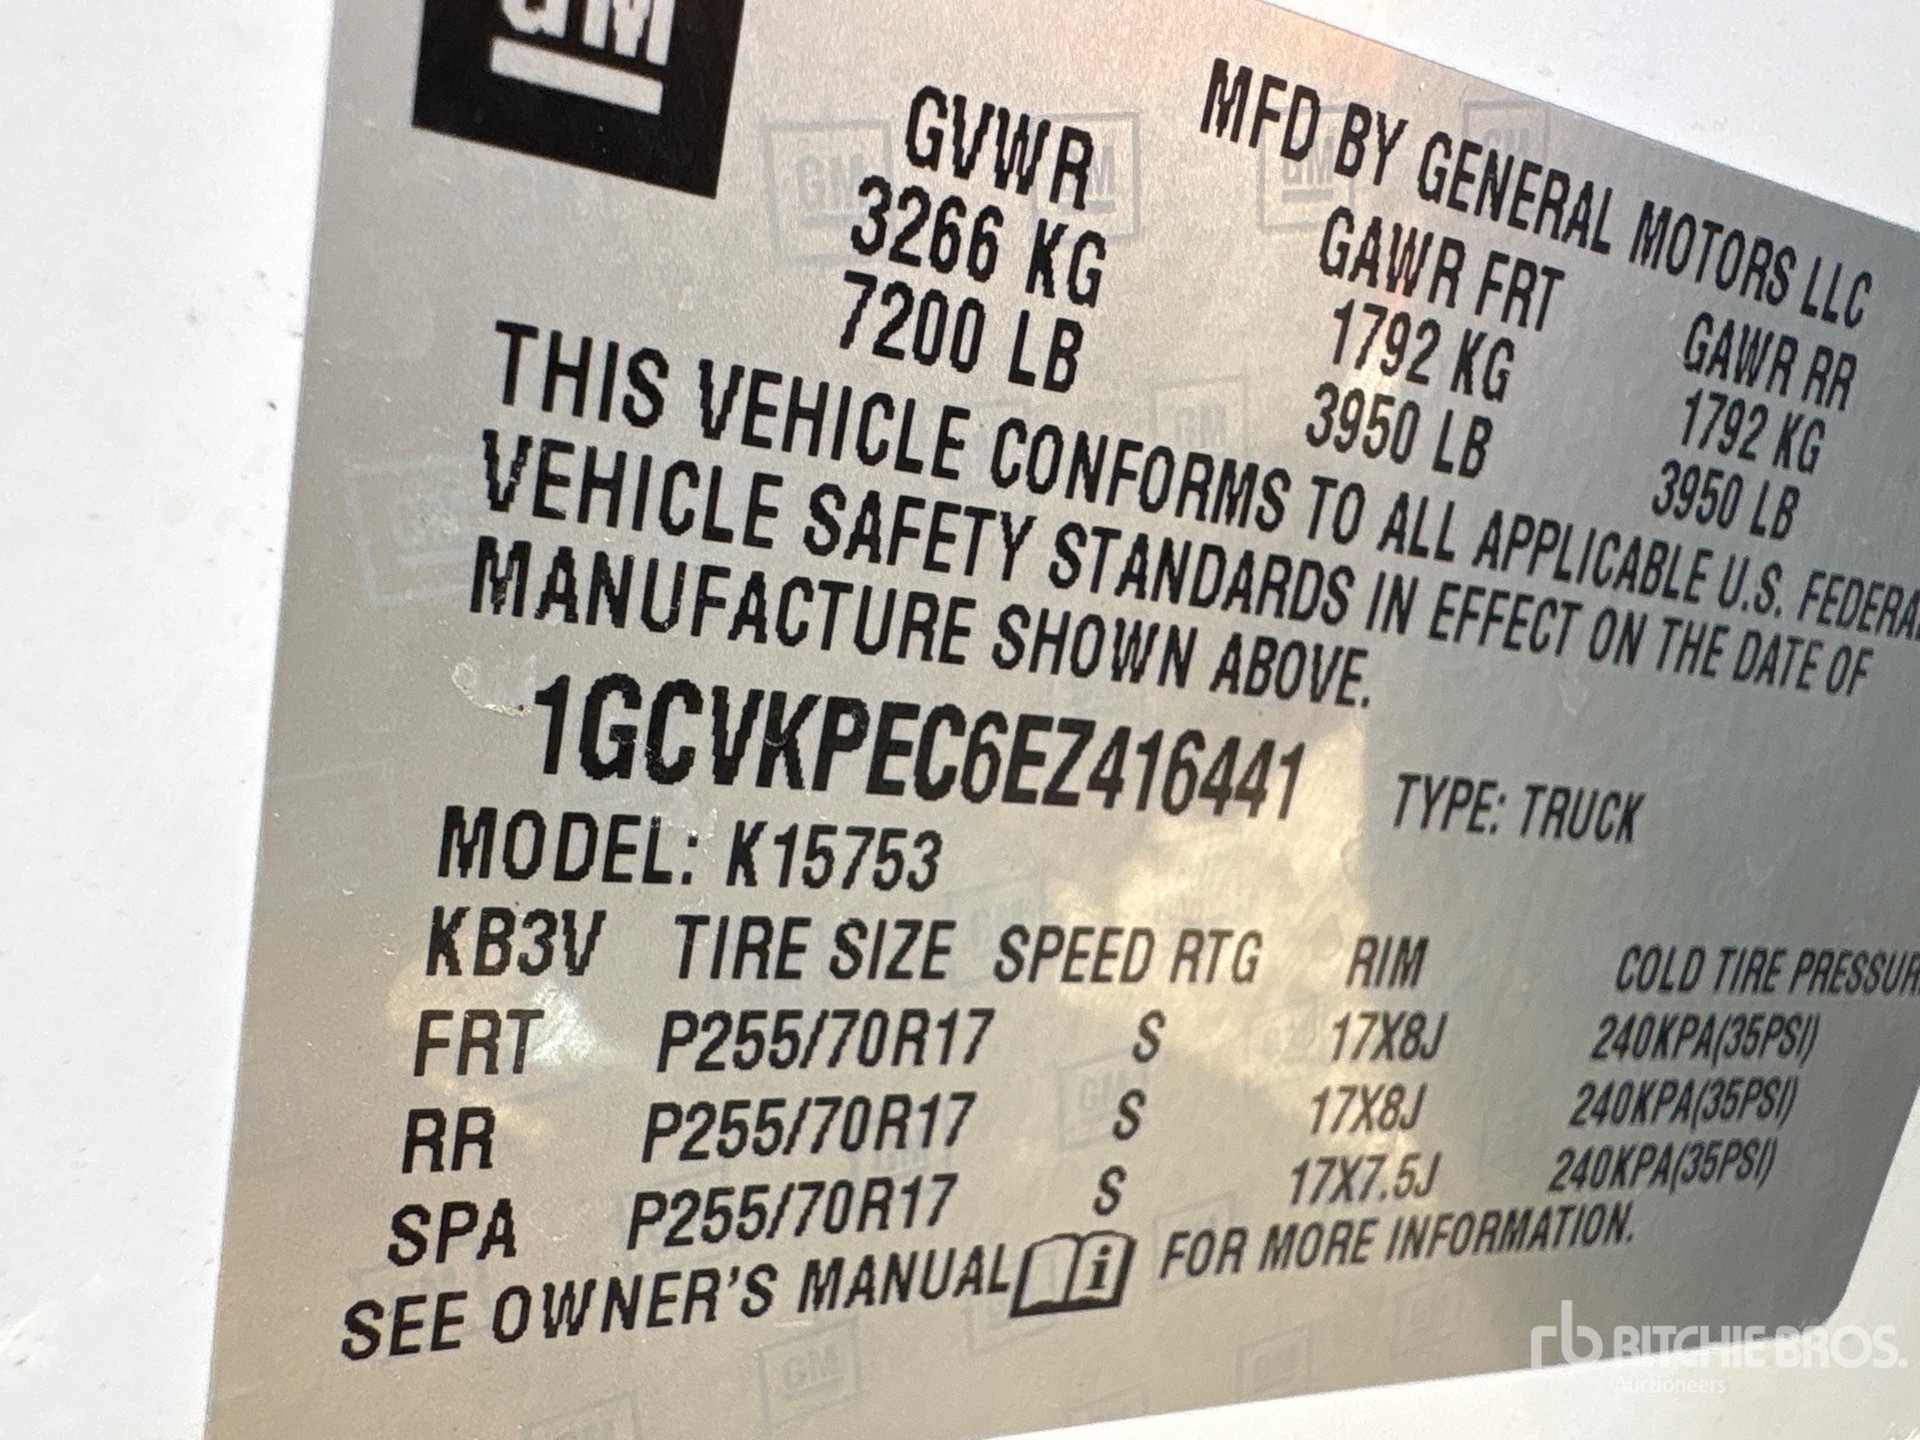 GM
MFD BY GENERAL MOTORS LLC
GVWR GAWR FRT GAWR RR
3266 KG 1792 KG 1792 KG
7200 LB 3950 LB 3950 LB
THIS VEHICLE CONFORMS TO ALL APPLICABLE U.S. FEDERAL
VEHICLE SAFETY STANDARDS IN EFFECT ON THE DATE OF
MANUFACTURE SHOWN ABOVE.
1GCVKPEC6EZ416441 TYPE: TRUCK
MODEL: K15753
KB3V TIRE SIZE SPEED RTG RIM COLD TIRE PRESSUR
FRT P255/70R17 S 17X8J 240KPA(35PSI)
RR P255/70R17 S 17X8J 240KPA(35PSI)
SPA P255/70R17 S 17X7.5J 240KPA(35PSI)
SEE OWNER'S MANUAL i FOR MORE INFORMATION.
rb RITCHIE BROS.
Auctioneers